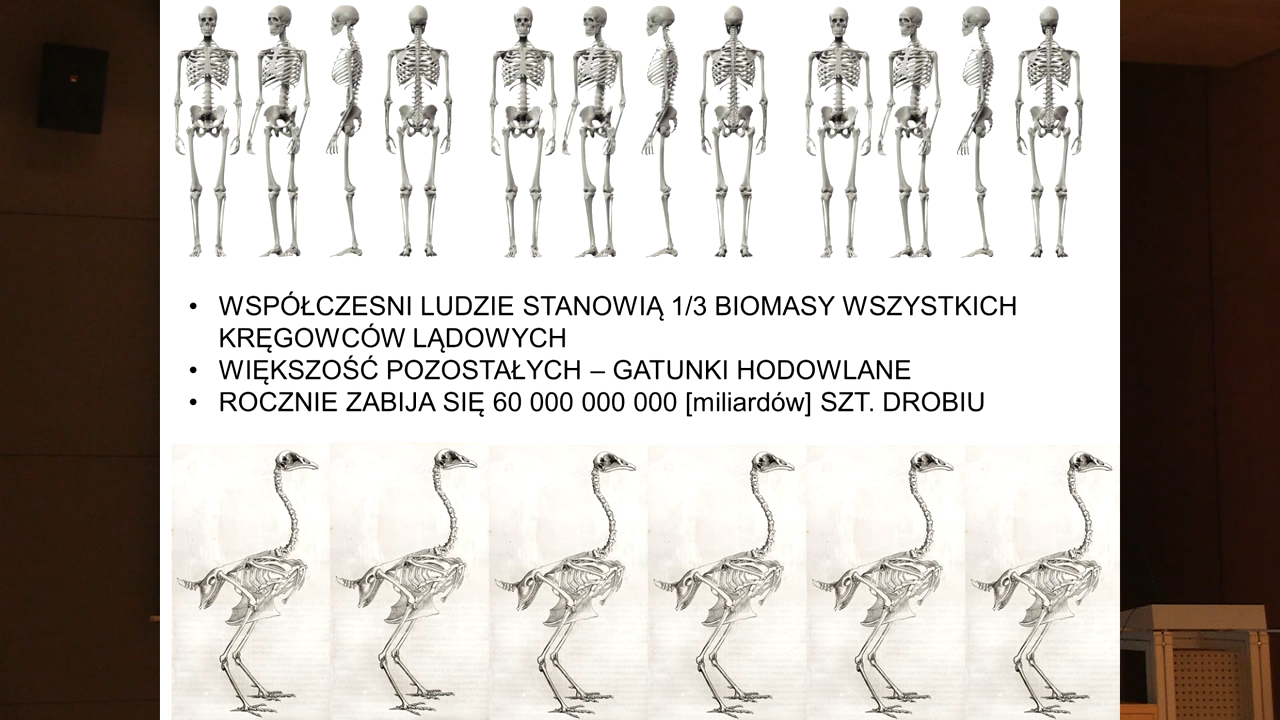 • WSPÓŁCZESNI LUDZIE STANOWIĄ 1/3 BIOMASY WSZYSTKICH
KRĘGOWCÓW LĄDOWYCH
• WIĘKSZOŚĆ POZOSTAŁYCH – GATUNKI HODOWLANE
• ROCZNIE ZABIJA SIĘ 60 000 000 000 [miliardów] SZT. DROBIU